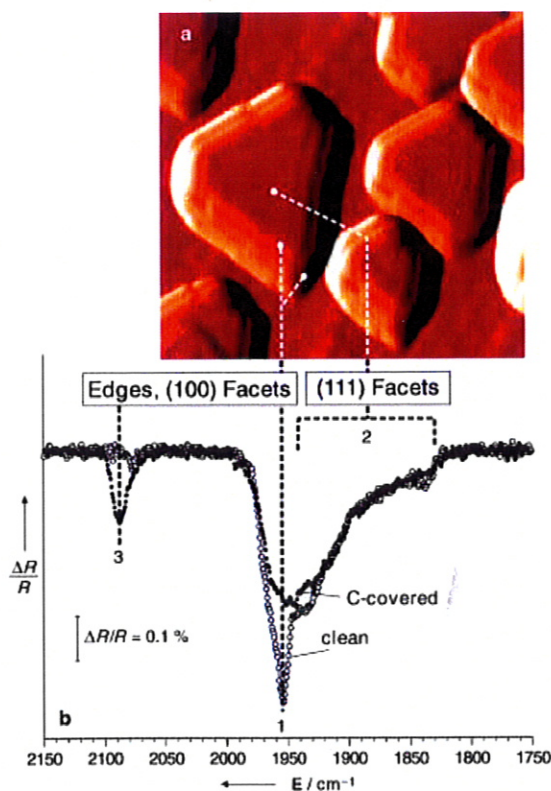 a
Edges, (100) Facets
(111) Facets
2
3
ΔR
R
C-covered
ΔR/R = 0.1 %
clean
b
1
2150 2100 2050 2000 1950 1900 1850 1800 1750
E / cm⁻¹